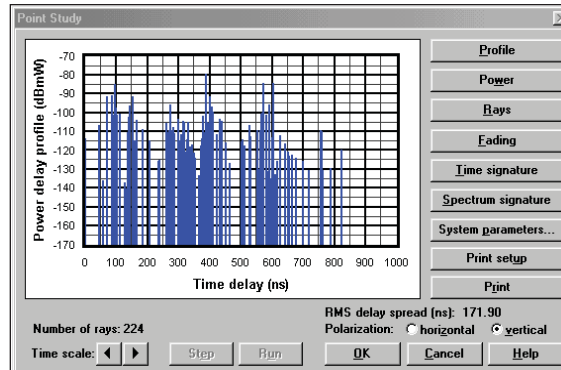 Point Study
Power delay profile (dBmW)
-70
-80
-90
-100
-110
-120
-130
-140
-150
-160
-170
0 100 200 300 400 500 600 700 800 900 1000
Time delay (ns)
Profile
Power
Rays
Fading
Time signature
Spectrum signature
System parameters...
Print setup
Print
RMS delay spread (ns): 171.90
Number of rays: 224
Polarization: horizontal vertical
Time scale:
Step
Run
OK
Cancel
Help